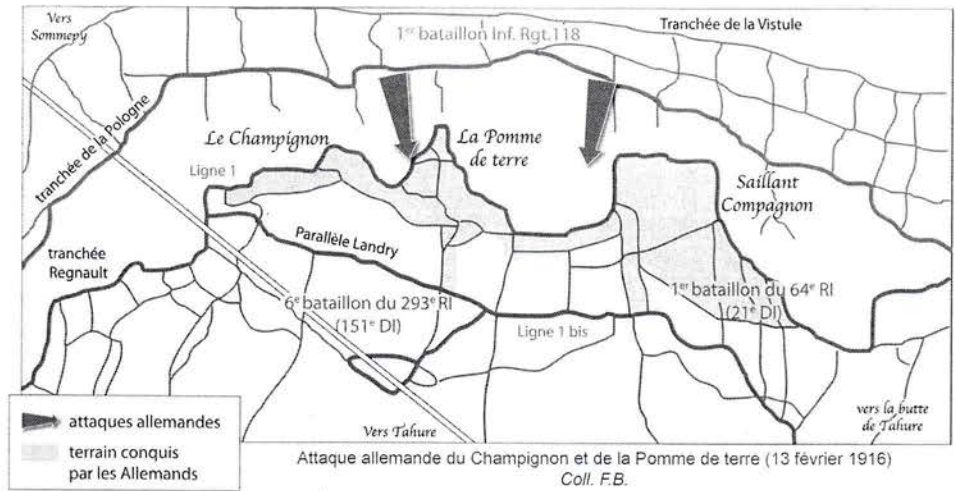 Vers
Sommepy
1er bataillon Inf. Rgt.118
Tranchée de la Vistule
tranchée de la Pologne
Le Champignon
La Pomme
de terre
Ligne 1
Saillant
Compagnon
Parallèle Landry
tranchée
Regnault
6e bataillon du 293e RI
(151e DI)
1er bataillon du 64e RI
(21e DI)
Ligne 1 bis
Vers Tahure
vers la butte
de Tahure
attaques allemandes
terrain conquis
par les Allemands
Attaque allemande du Champignon et de la Pomme de terre (13 février 1916)
Coll. F.B.